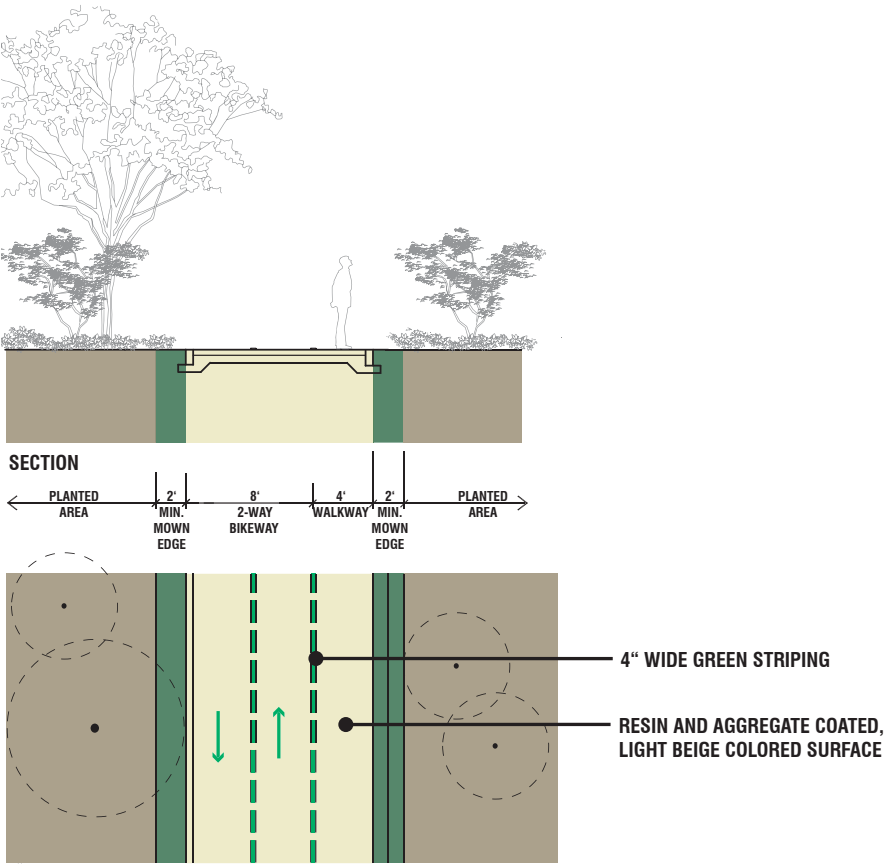 SECTION
PLANTED
AREA
2'
MIN.
MOWN
EDGE
8'
2-WAY
BIKEWAY
4'
WALKWAY
2'
MIN.
MOWN
EDGE
PLANTED
AREA
4“ WIDE GREEN STRIPING
RESIN AND AGGREGATE COATED,
LIGHT BEIGE COLORED SURFACE